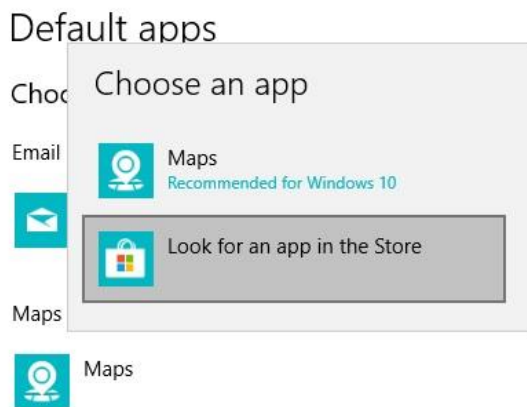 Default apps
Choose an app
Email
Maps
Recommended for Windows 10
Look for an app in the Store
Maps
Maps